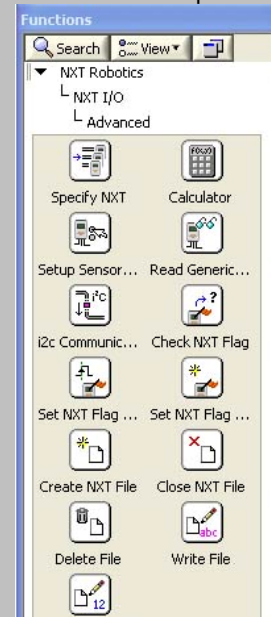 Functions
Search View
NXT Robotics
NXT I/O
Advanced
Specify NXT Calculator
Setup Sensor... Read Generic...
i2c Communic... Check NXT Flag
Set NXT Flag ... Set NXT Flag ...
Create NXT File Close NXT File
Delete File Write File